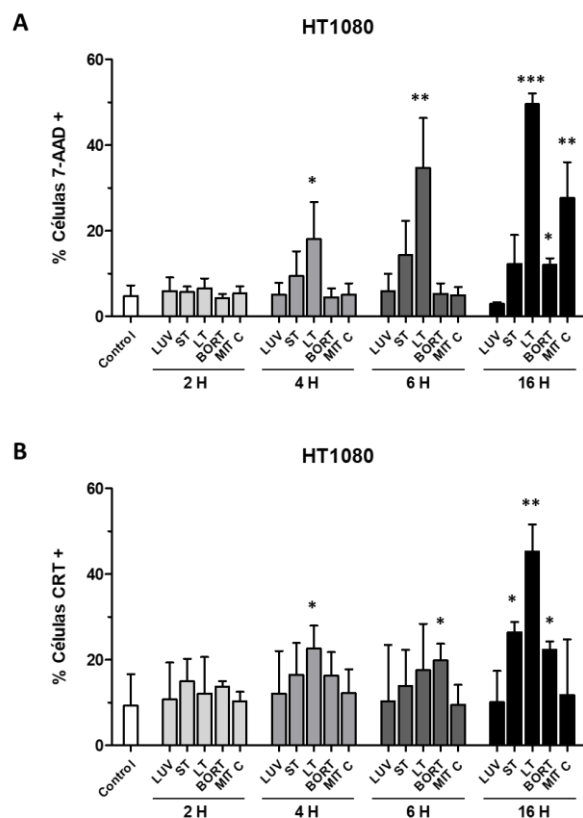 A
HT1080
% Células 7-AAD +
60
40
20
0
*
**
***
*
**
Control
LUV
ST
LT
BORT
MIT C
LUV
ST
LT
BORT
MIT C
LUV
ST
LT
BORT
MIT C
LUV
ST
LT
BORT
MIT C
2 H
4 H
6 H
16 H
B
HT1080
% Células CRT +
60
40
20
0
*
*
*
**
*
Control
LUV
ST
LT
BORT
MIT C
LUV
ST
LT
BORT
MIT C
LUV
ST
LT
BORT
MIT C
LUV
ST
LT
BORT
MIT C
2 H
4 H
6 H
16 H